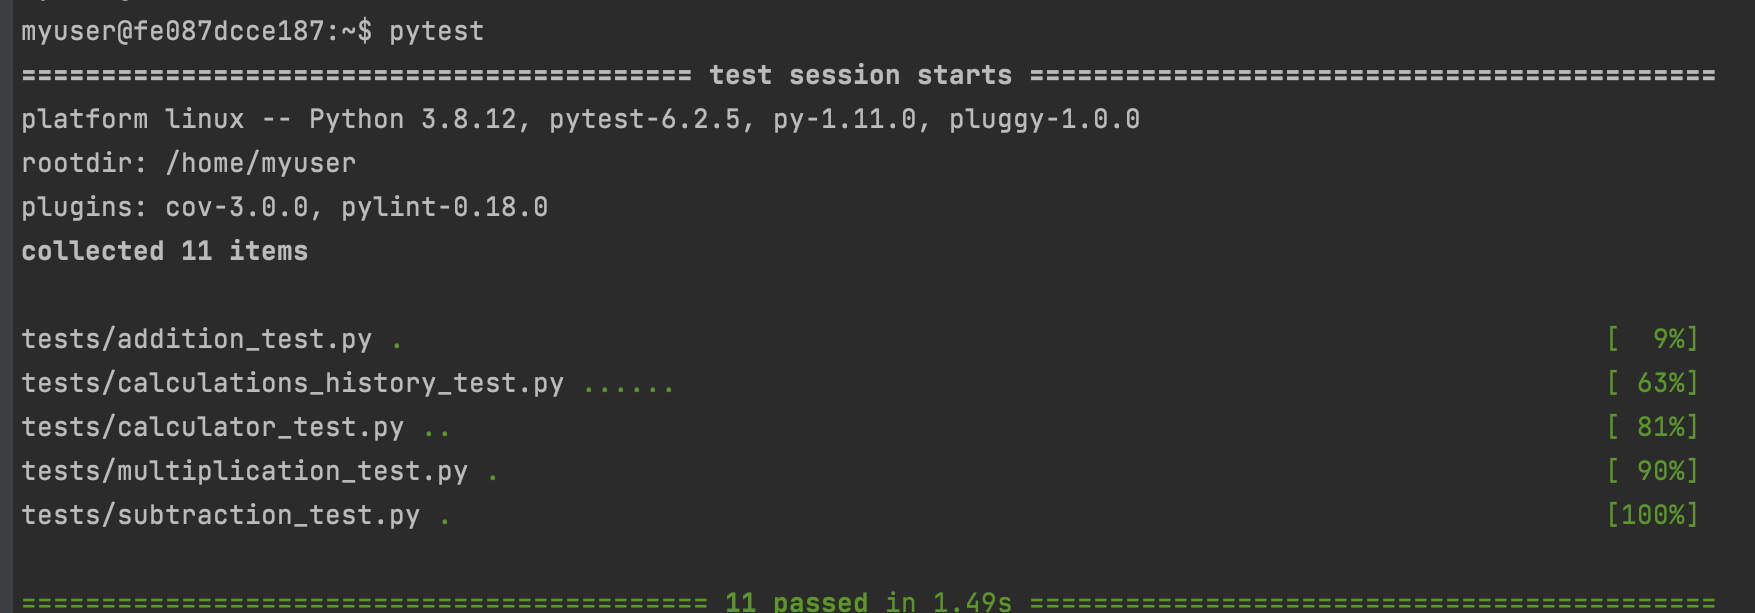 myuser@fe087dcce187:~$ pytest
========================================== test session starts ===========================================
platform linux -- Python 3.8.12, pytest-6.2.5, py-1.11.0, pluggy-1.0.0
rootdir: /home/myuser
plugins: cov-3.0.0, pylint-0.18.0
collected 11 items
tests/addition_test.py . [  9%]
tests/calculations_history_test.py ...... [ 63%]
tests/calculator_test.py .. [ 81%]
tests/multiplication_test.py . [ 90%]
tests/subtraction_test.py . [100%]
=========================================== 11 passed in 1.49s ===========================================